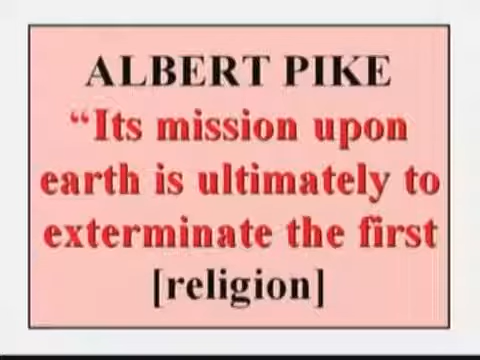 ALBERT PIKE
“Its mission upon
earth is ultimately to
exterminate the first
[religion]